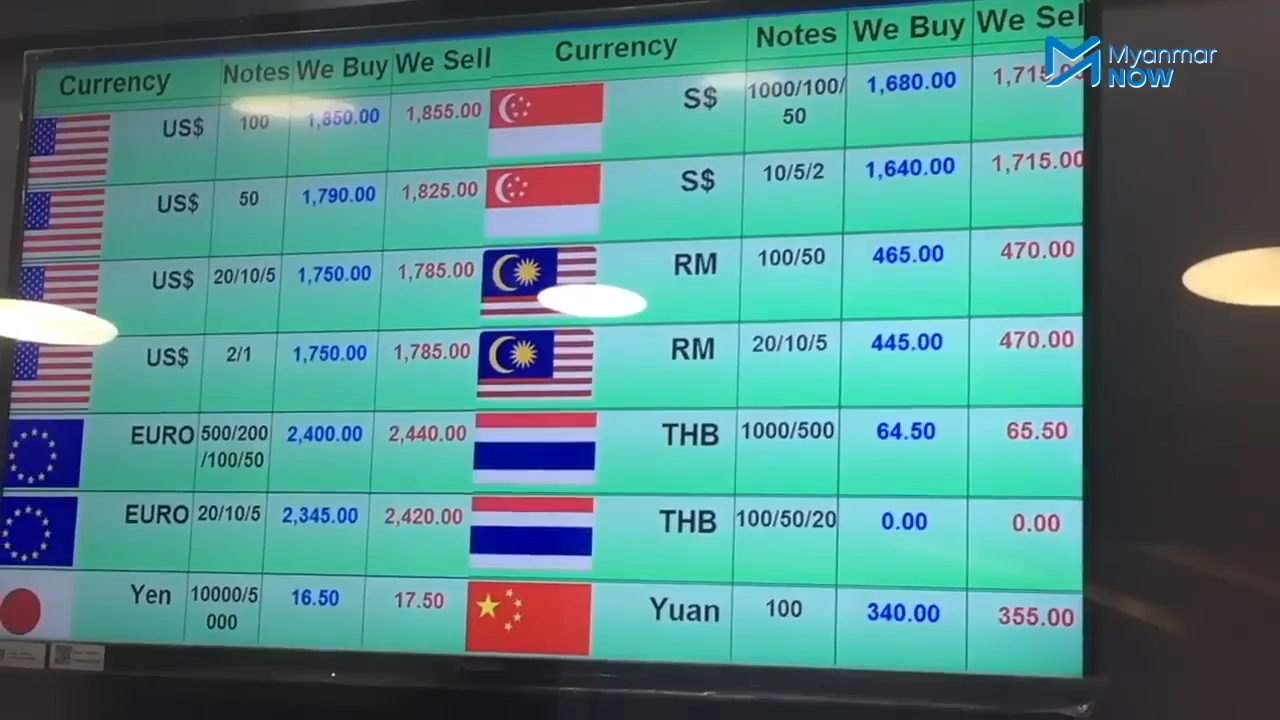 Currency Notes We Buy We Sell Currency Notes We Buy We Sel
Myanmar
NOW
US$ 100 1,850.00 1,855.00 S$ 1000/100/ 1,680.00 1,715.00
50
US$ 50 1,790.00 1,825.00 S$ 10/5/2 1,640.00 1,715.00
US$ 20/10/5 1,750.00 1,785.00 RM 100/50 465.00 470.00
US$ 2/1 1,750.00 1,785.00 RM 20/10/5 445.00 470.00
EURO 500/200 2,400.00 2,440.00 THB 1000/500 64.50 65.50
/100/50
EURO 20/10/5 2,345.00 2,420.00 THB 100/50/20 0.00 0.00
Yen 10000/5 16.50 17.50 Yuan 100 340.00 355.00
000